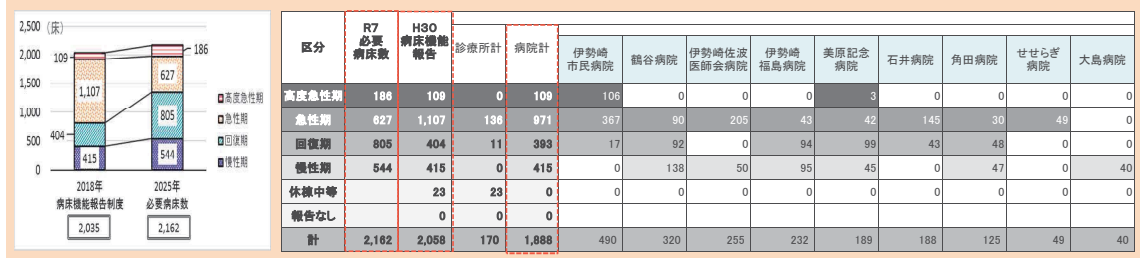 2,500 (床)
2,000
1,500
1,000
500
0
109
186
1,107
627
404
805
415
544
高度急性期
急性期
回復期
慢性期
2018年
病床機能報告制度
2025年
必要病床数
2,035
2,162
区分
R7
必要
病床数
H30
病床機能
報告
診療所計
病院計
伊勢崎
市民病院
鶴谷病院
伊勢崎佐波
医師会病院
伊勢崎
福島病院
美原記念
病院
石井病院
角田病院
せせらぎ
病院
大島病院
高度急性期 186 109 0 109 106 0 0 0 3 0 0 0 0
急性期 627 1,107 136 971 367 90 205 43 42 145 30 49 0
回復期 805 404 11 393 17 92 0 94 99 43 48 0 0
慢性期 544 415 0 415 0 138 50 95 45 0 47 0 40
休棟中等 23 23 0 0 0 0 0 0 0 0 0 0
報告なし 0 0 0
計 2,162 2,058 170 1,888 490 320 255 232 189 188 125 49 40